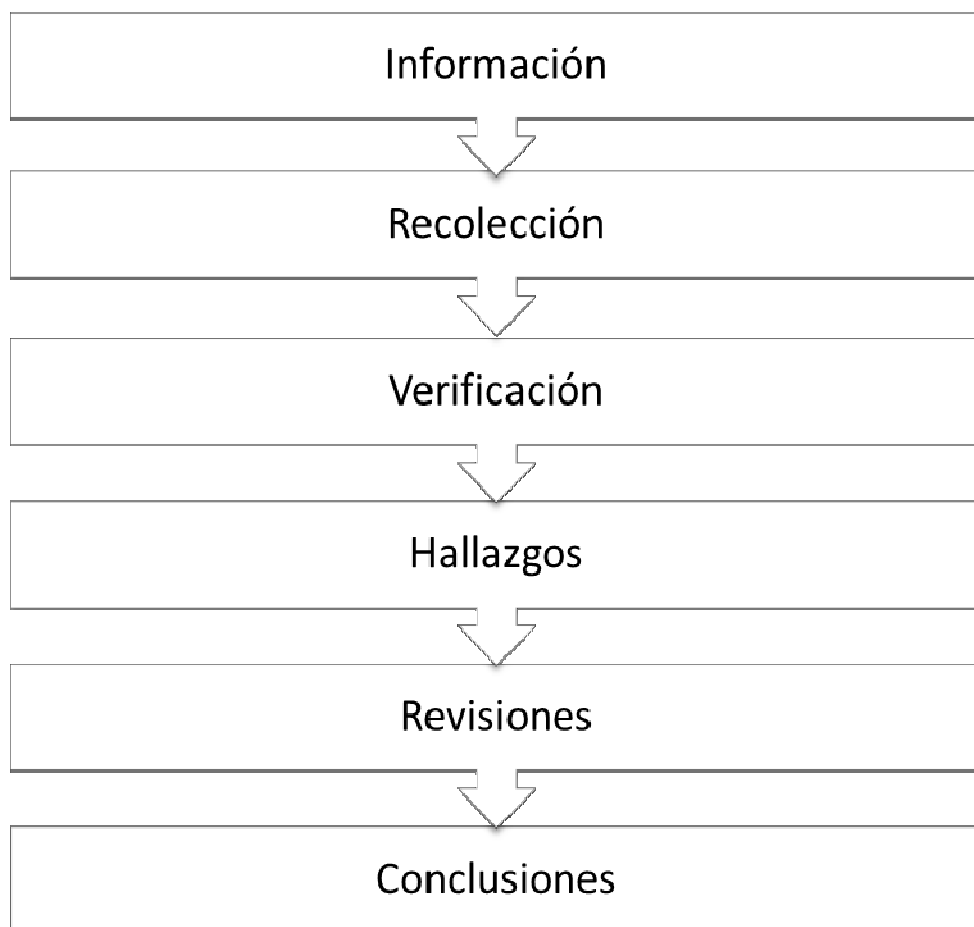 Información
Recolección
Verificación
Hallazgos
Revisiones
Conclusiones